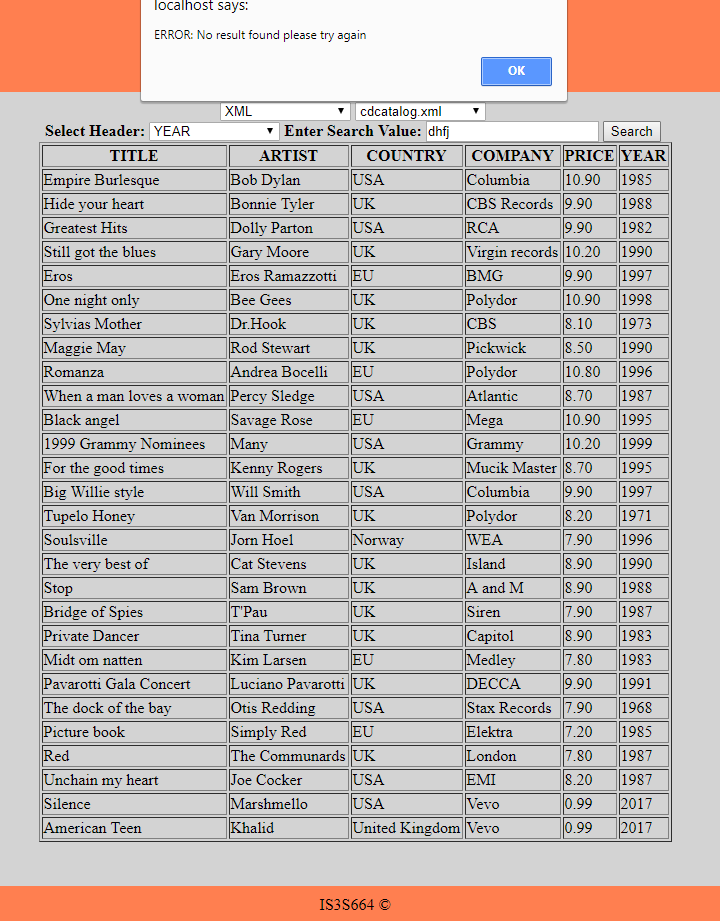 localhost says:
ERROR: No result found please try again
OK
XML cdcatalog.xml
Select Header: YEAR Enter Search Value: dhfj Search
TITLE ARTIST COUNTRY COMPANY PRICE YEAR
Empire Burlesque Bob Dylan USA Columbia 10.90 1985
Hide your heart Bonnie Tyler UK CBS Records 9.90 1988
Greatest Hits Dolly Parton USA RCA 9.90 1982
Still got the blues Gary Moore UK Virgin records 10.20 1990
Eros Eros Ramazzotti EU BMG 9.90 1997
One night only Bee Gees UK Polydor 10.90 1998
Sylvias Mother Dr.Hook UK CBS 8.10 1973
Maggie May Rod Stewart UK Pickwick 8.50 1990
Romanza Andrea Bocelli EU Polydor 10.80 1996
When a man loves a woman Percy Sledge USA Atlantic 8.70 1987
Black angel Savage Rose EU Mega 10.90 1995
1999 Grammy Nominees Many USA Grammy 10.20 1999
For the good times Kenny Rogers UK Mucik Master 8.70 1995
Big Willie style Will Smith USA Columbia 9.90 1997
Tupelo Honey Van Morrison UK Polydor 8.20 1971
Soulsville Jorn Hoel Norway WEA 7.90 1996
The very best of Cat Stevens UK Island 8.90 1990
Stop Sam Brown UK A and M 8.90 1988
Bridge of Spies T'Pau UK Siren 7.90 1987
Private Dancer Tina Turner UK Capitol 8.90 1983
Midt om natten Kim Larsen EU Medley 7.80 1983
Pavarotti Gala Concert Luciano Pavarotti UK DECCA 9.90 1991
The dock of the bay Otis Redding USA Stax Records 7.90 1968
Picture book Simply Red EU Elektra 7.20 1985
Red The Communards UK London 7.80 1987
Unchain my heart Joe Cocker USA EMI 8.20 1987
Silence Marshmello USA Vevo 0.99 2017
American Teen Khalid United Kingdom Vevo 0.99 2017
IS3S664 ©